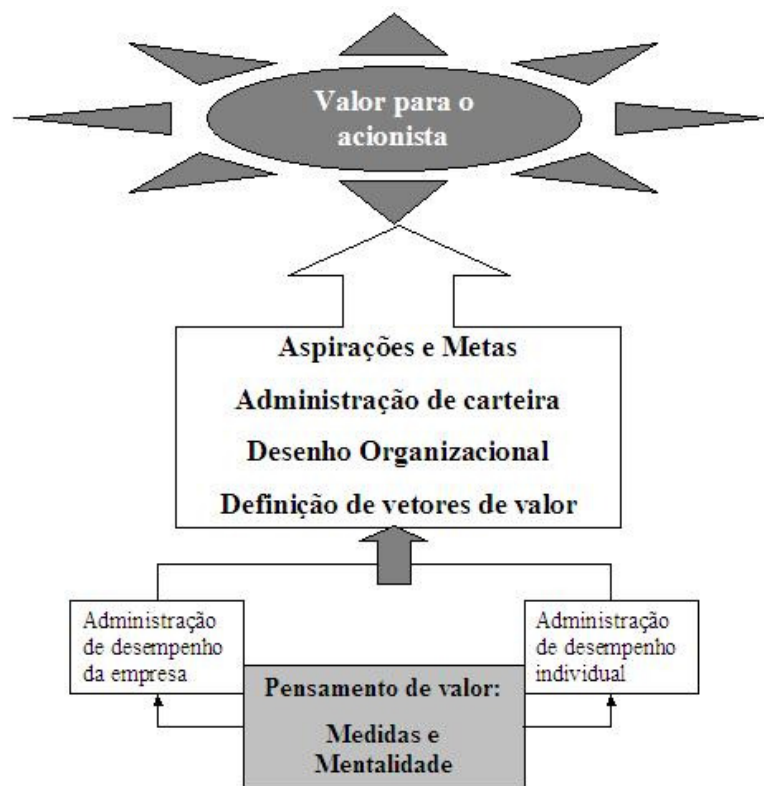 Valor para o
acionista
Aspirações e Metas
Administração de carteira
Desenho Organizacional
Definição de vetores de valor
Administração
de desempenho
da empresa
Administração
de desempenho
individual
Pensamento de valor:
Medidas e
Mentalidade